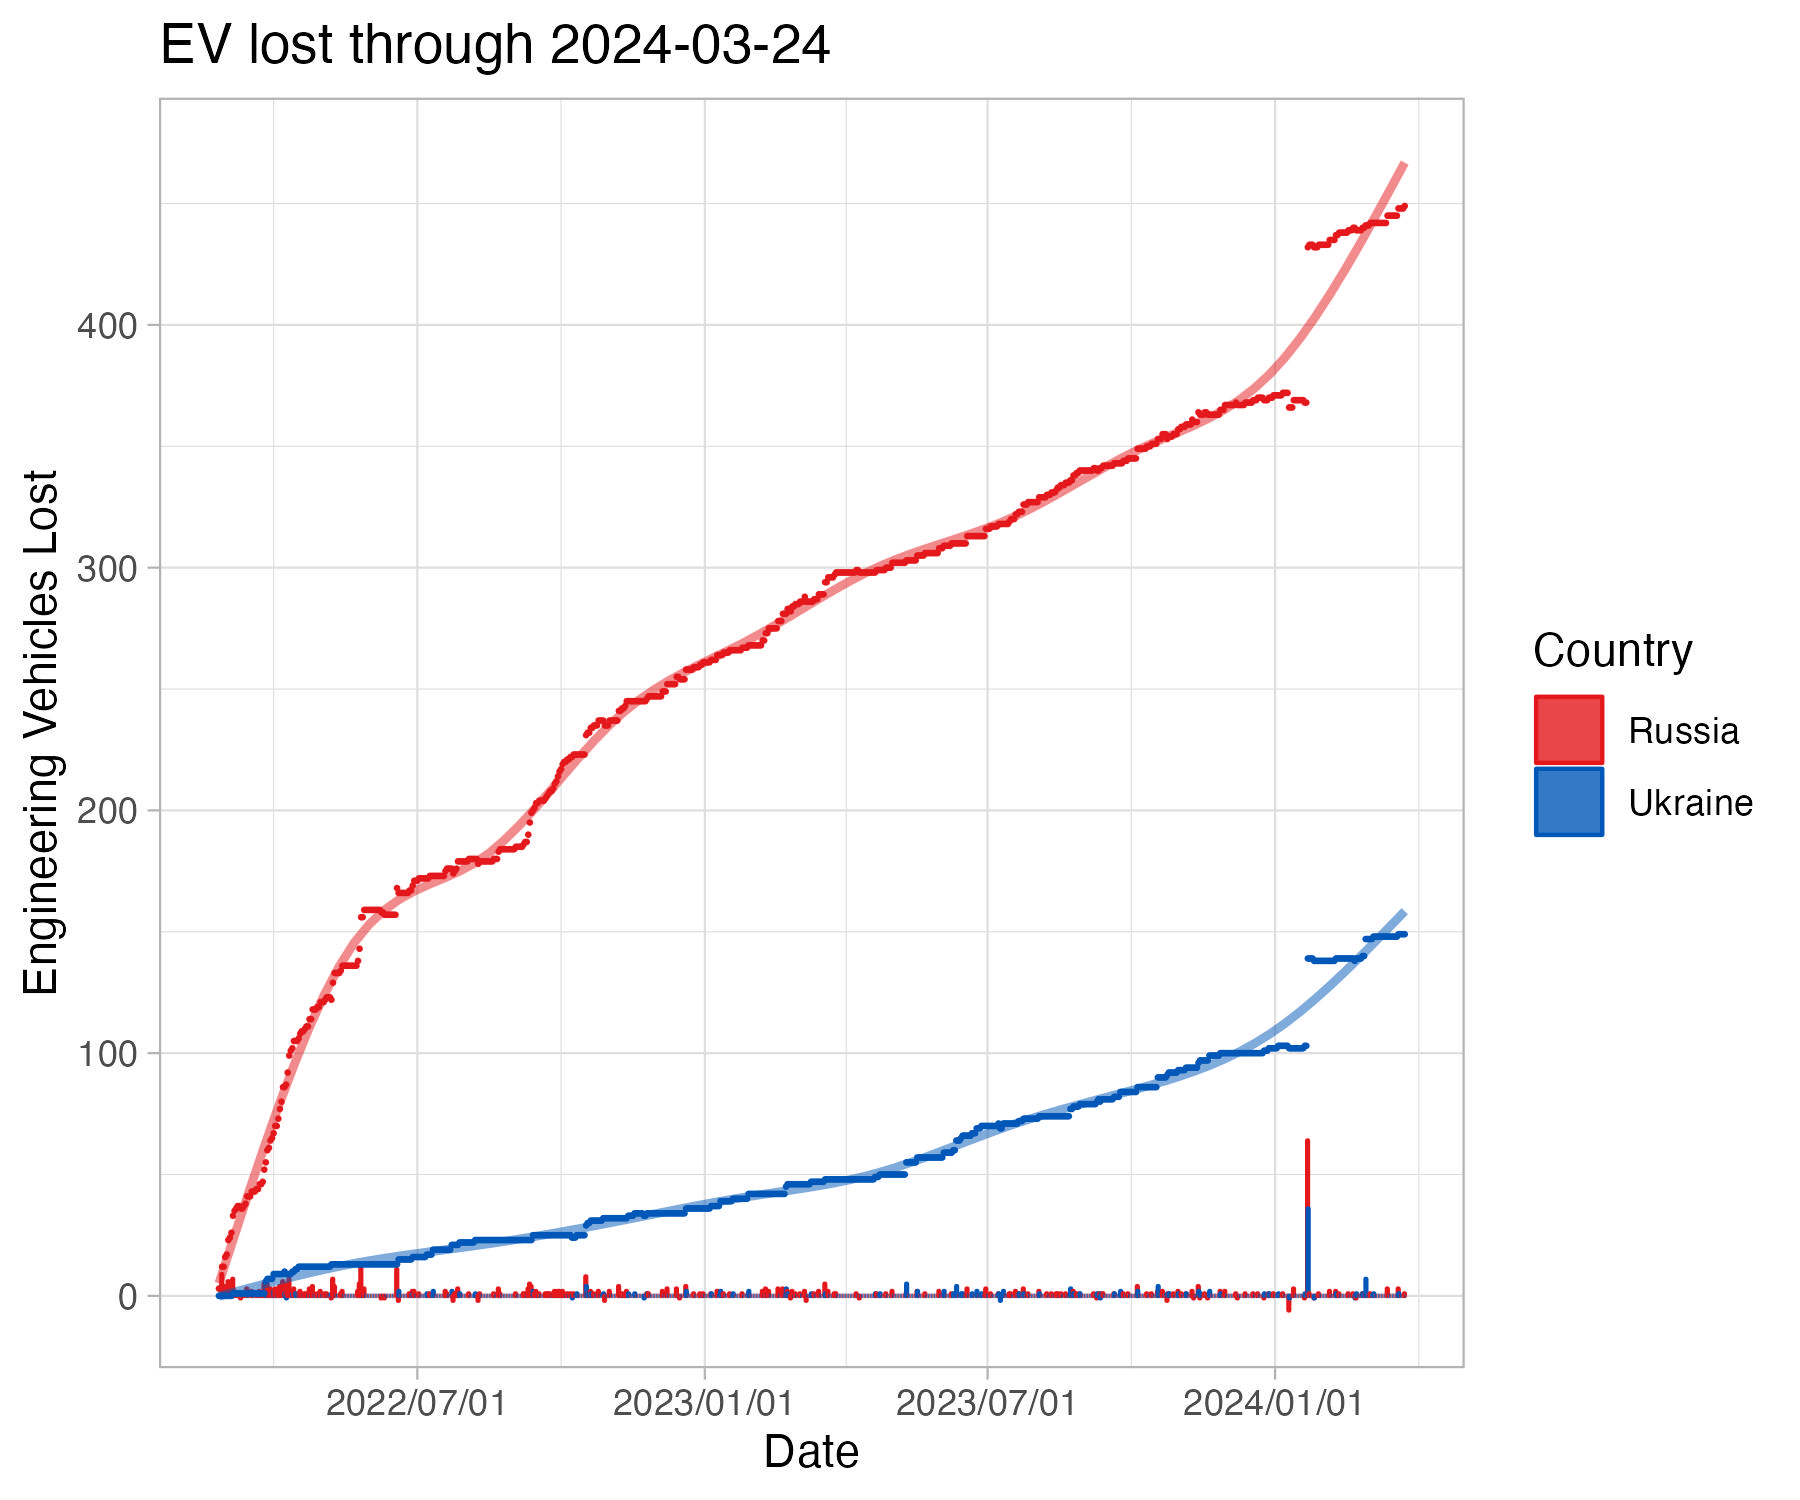 EV lost through 2024-03-24
Engineering Vehicles Lost
400
300
200
100
0
2022/07/01
2023/01/01
2023/07/01
2024/01/01
Date
Country
Russia
Ukraine